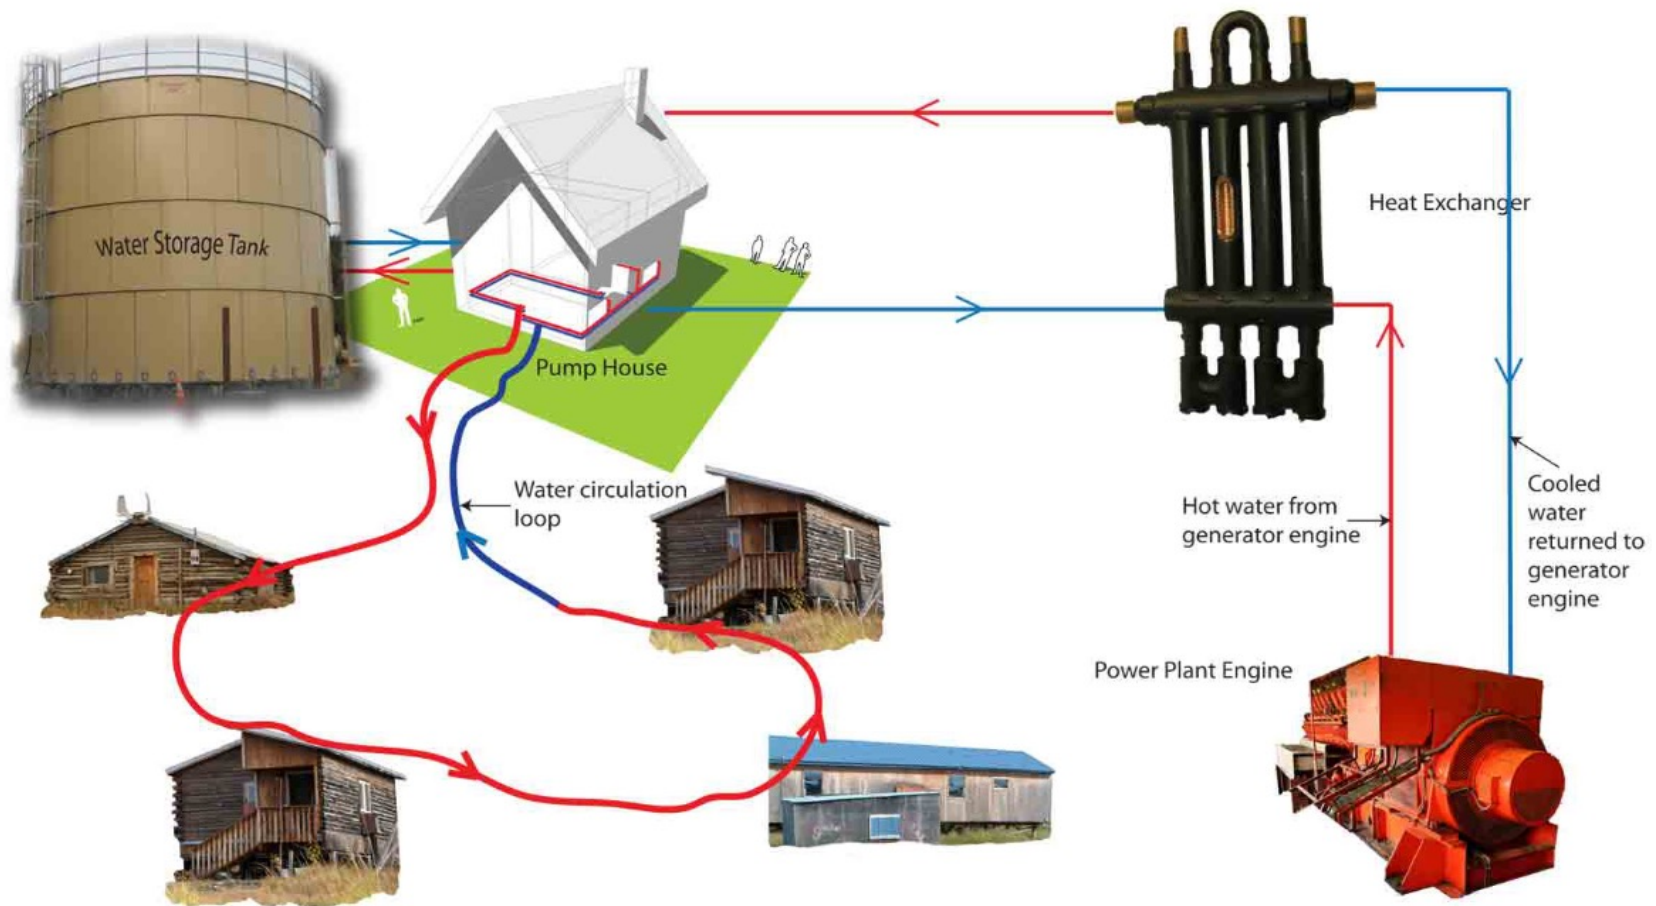 Water Storage Tank
Pump House
Heat Exchanger
Water circulation
loop
Hot water from
generator engine
Cooled
water
returned to
generator
engine
Power Plant Engine